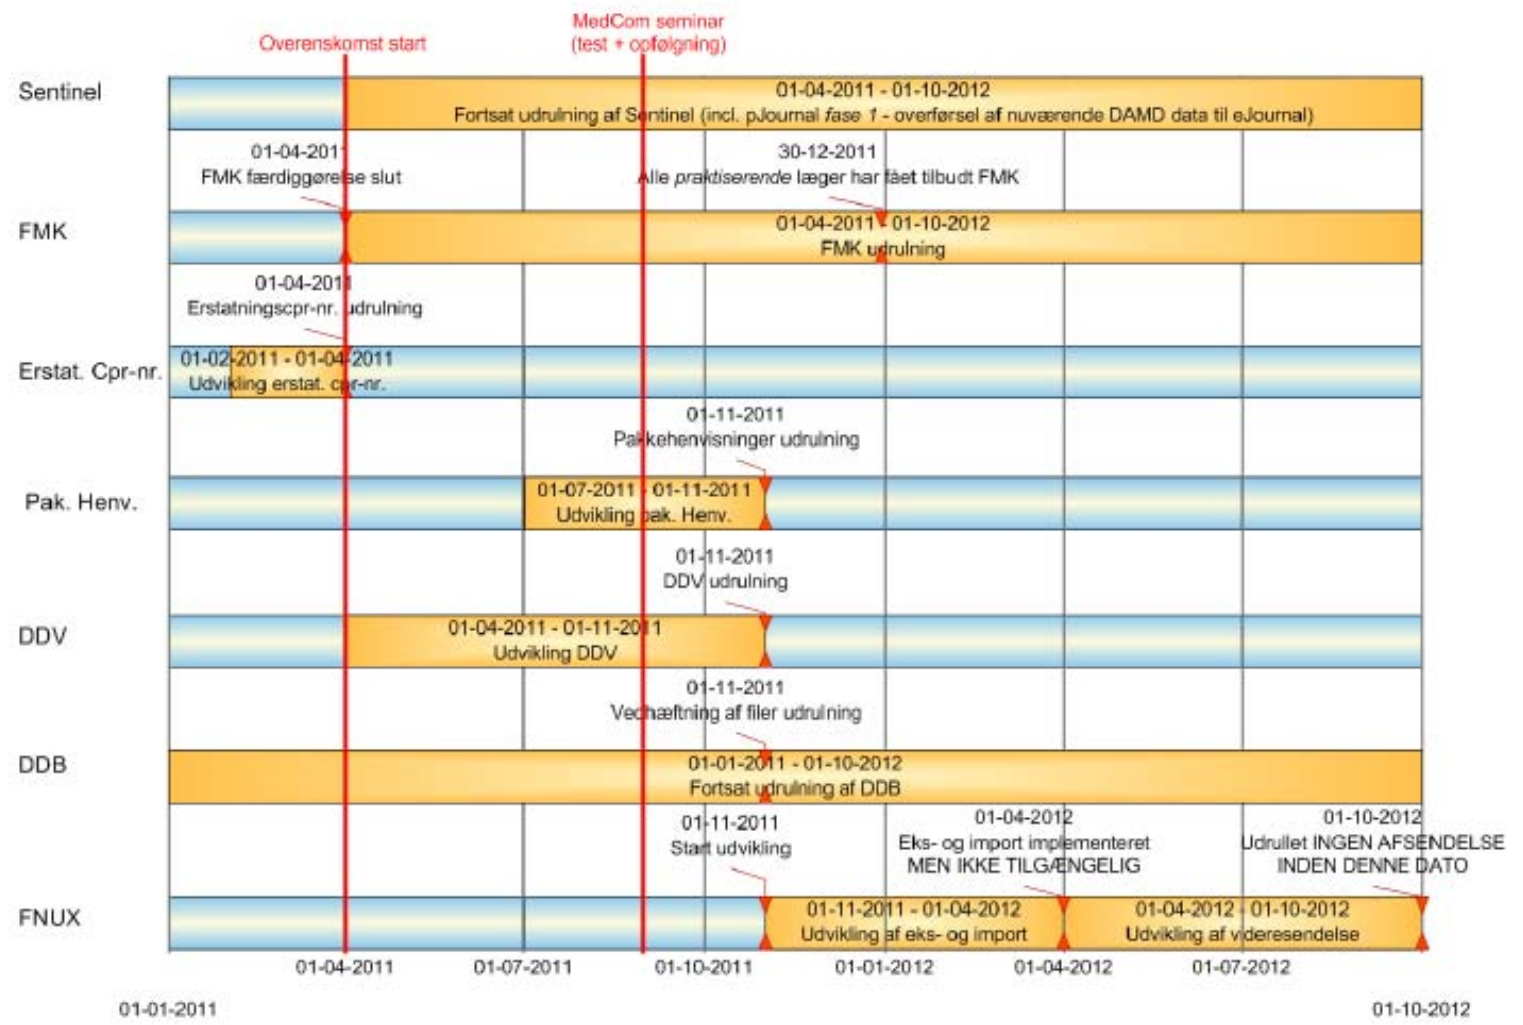 MedCom seminar
Overenskomst start
(test + opfølgning)
Sentinel
01-04-2011 - 01-10-2012
Fortsat udrulning af Sentinel (incl. pJournal fase 1 - overførsel af nuværende DAMD data til eJournal)
01-04-2011
FMK færdiggørelse slut
30-12-2011
Alle praktiserende læger har fået tilbudt FMK
FMK
01-04-2011 - 01-10-2012
FMK udrulning
01-04-2011
Erstatningscpr-nr. udrulning
Erstat. Cpr-nr.
01-02-2011 - 01-04-2011
Udvikling erstat. cpr-nr.
01-11-2011
Pakkehenvisninger udrulning
Pak. Henv.
01-07-2011 - 01-11-2011
Udvikling pak. Henv.
01-11-2011
DDV udrulning
DDV
01-04-2011 - 01-11-2011
Udvikling DDV
01-11-2011
Vedhæftning af filer udrulning
DDB
01-01-2011 - 01-10-2012
Fortsat udrulning af DDB
01-11-2011
Start udvikling
01-04-2012
Eks- og import implementeret
MEN IKKE TILGÆNGELIG
01-10-2012
Udrullet INGEN AFSENDELSE
INDEN DENNE DATO
FNUX
01-11-2011 - 01-04-2012
Udvikling af eks- og import
01-04-2012 - 01-10-2012
Udvikling af videresendelse
01-04-2011 01-07-2011 01-10-2011 01-01-2012 01-04-2012 01-07-2012
01-01-2011 01-10-2012